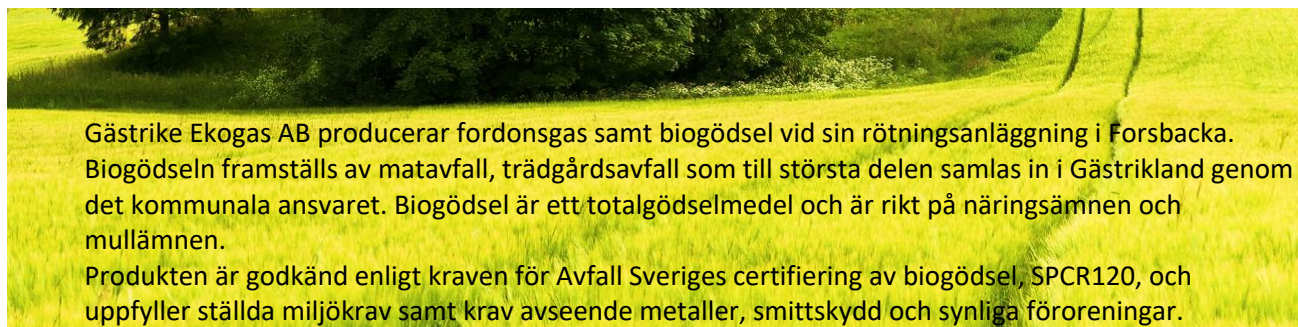 Gästrike Ekogas AB producerar fordonsgas samt biogödsel vid sin rötningsanläggning i Forsbacka.
Biogödseln framställs av matavfall, trädgårdsavfall som till största delen samlas in i Gästrikland genom
det kommunala ansvaret. Biogödsel är ett totalgödselmedel och är rikt på näringsämnen och
mullämnen.
Produkten är godkänd enligt kraven för Avfall Sveriges certifiering av biogödsel, SPCR120, och
uppfyller ställda miljökrav samt krav avseende metaller, smittskydd och synliga föroreningar.